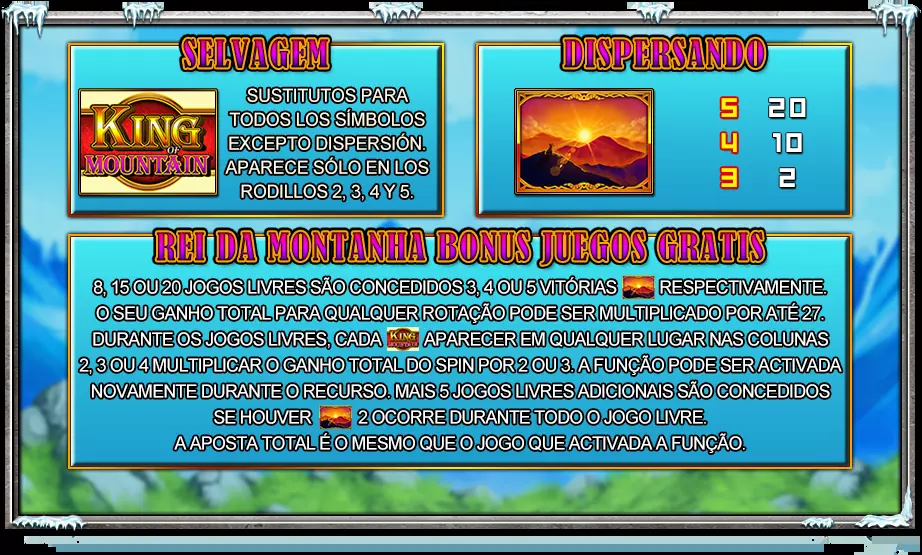 SELVAGEM
KING
OF
MOUNTAIN
SUSTITUTOS PARA
TODOS LOS SÍMBOLOS
EXCEPTO DISPERSIÓN.
APARECE SÓLO EN LOS
RODILLOS 2, 3, 4 Y 5.
DISPERSANDO
5 20
4 10
3 2
REI DA MONTANHA BONUS JUEGOS GRATIS
8, 15 OU 20 JOGOS LIVRES SÃO CONCEDIDOS 3, 4 OU 5 VITÓRIAS RESPECTIVAMENTE.
O SEU GANHO TOTAL PARA QUALQUER ROTAÇÃO PODE SER MULTIPLICADO POR ATÉ 27.
DURANTE OS JOGOS LIVRES, CADA KING MOUNTAIN APARECER EM QUALQUER LUGAR NAS COLUNAS
2, 3 OU 4 MULTIPLICAR O GANHO TOTAL DO SPIN POR 2 OU 3. A FUNÇÃO PODE SER ACTIVADA
NOVAMENTE DURANTE O RECURSO. MAIS 5 JOGOS LIVRES ADICIONAIS SÃO CONCEDIDOS
SE HOUVER 2 OCORRE DURANTE TODO O JOGO LIVRE.
A APOSTA TOTAL É O MESMO QUE O JOGO QUE ACTIVADA A FUNÇÃO.